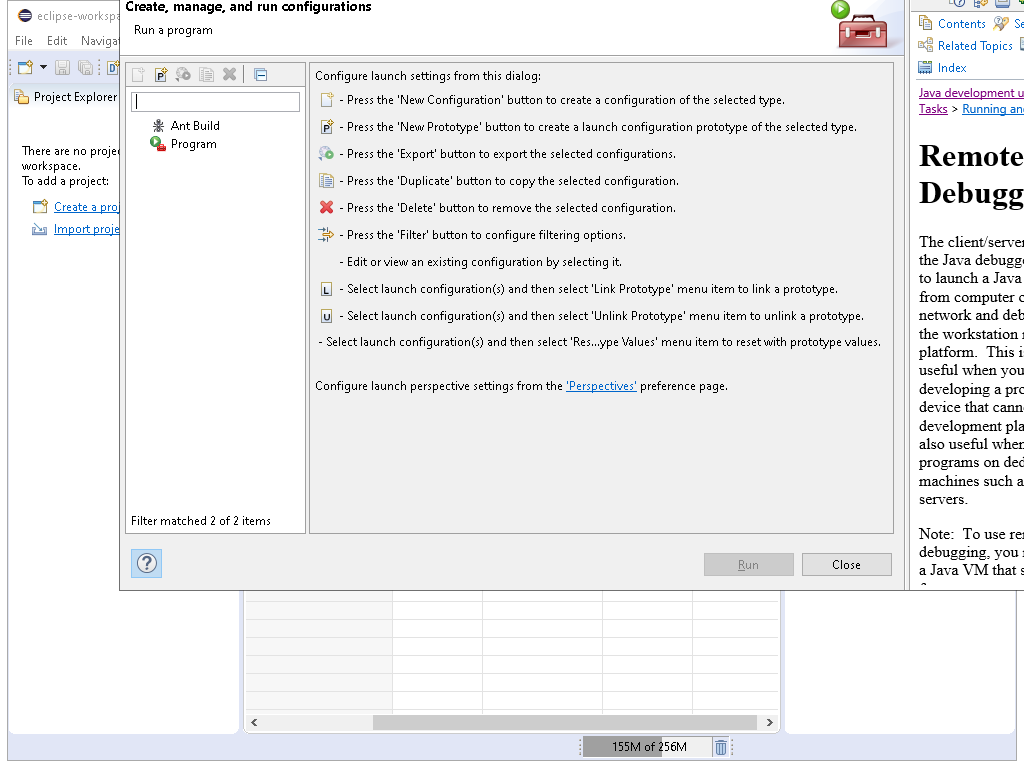 eclipse-workspa
File Edit Naviga
Project Explorer
There are no projec
workspace.
To add a project:
Create a proj
Import proje
Create, manage, and run configurations
Run a program
Ant Build
Program
Filter matched 2 of 2 items
Configure launch settings from this dialog:
- Press the 'New Configuration' button to create a configuration of the selected type.
P - Press the 'New Prototype' button to create a launch configuration prototype of the selected type.
- Press the 'Export' button to export the selected configurations.
- Press the 'Duplicate' button to copy the selected configuration.
- Press the 'Delete' button to remove the selected configuration.
- Press the 'Filter' button to configure filtering options.
- Edit or view an existing configuration by selecting it.
L - Select launch configuration(s) and then select 'Link Prototype' menu item to link a prototype.
U - Select launch configuration(s) and then select 'Unlink Prototype' menu item to unlink a prototype.
- Select launch configuration(s) and then select 'Res...ype Values' menu item to reset with prototype values.
Configure launch perspective settings from the 'Perspectives' preference page.
? Run Close
Contents Se
Related Topics
Index
Java development u
Tasks > Running and
Remote
Debugg
The client/server
the Java debugge
to launch a Java
from computer o
network and deb
the workstation r
platform. This is
useful when you
developing a pro
device that canno
development pla
also useful when
programs on ded
machines such a
servers.
Note: To use rem
debugging, you
a Java VM that s
155M of 256M